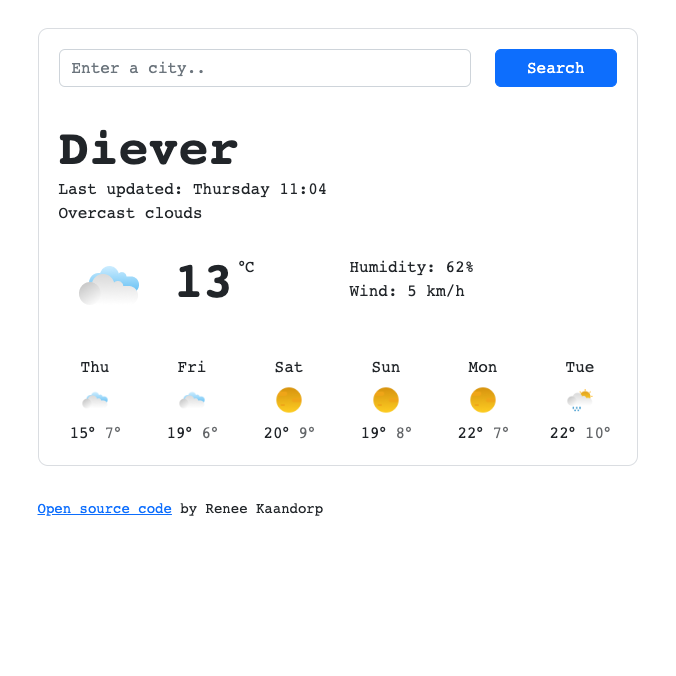 Enter a city.. Search
Diever
Last updated: Thursday 11:04
Overcast clouds
13 °C
Humidity: 62%
Wind: 5 km/h
Thu Fri Sat Sun Mon Tue
15° 7° 19° 6° 20° 9° 19° 8° 22° 7° 22° 10°
Open source code by Renee Kaandorp